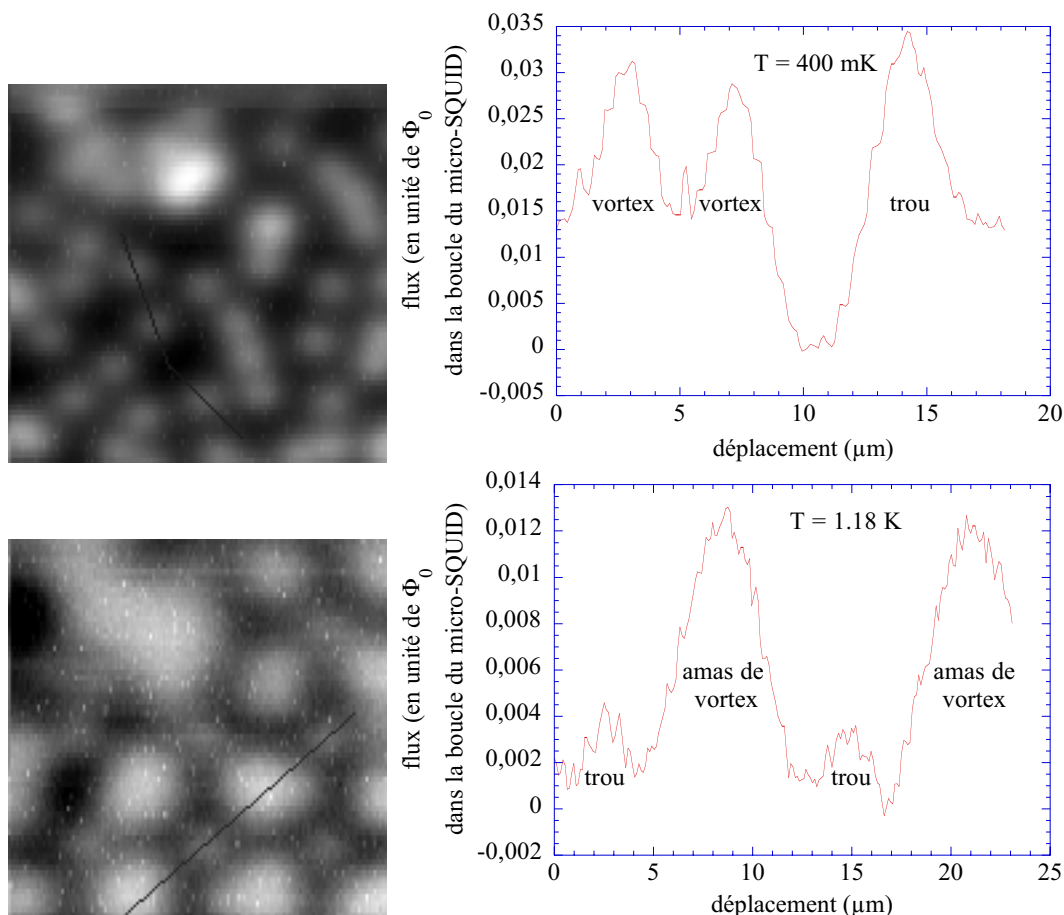 flux (en unité de Φ0
dans la boucle du micro-SQUID)
0,035
0,03
0,025
0,02
0,015
0,01
0,005
0
-0,005
T = 400 mK
vortex
vortex
trou
0
5
10
15
20
déplacement (µm)
flux (en unité de Φ0
dans la boucle du micro-SQUID)
0,014
0,012
0,01
0,008
0,006
0,004
0,002
0
-0,002
T = 1.18 K
amas de
vortex
amas de
vortex
trou
trou
0
5
10
15
20
25
déplacement (µm)